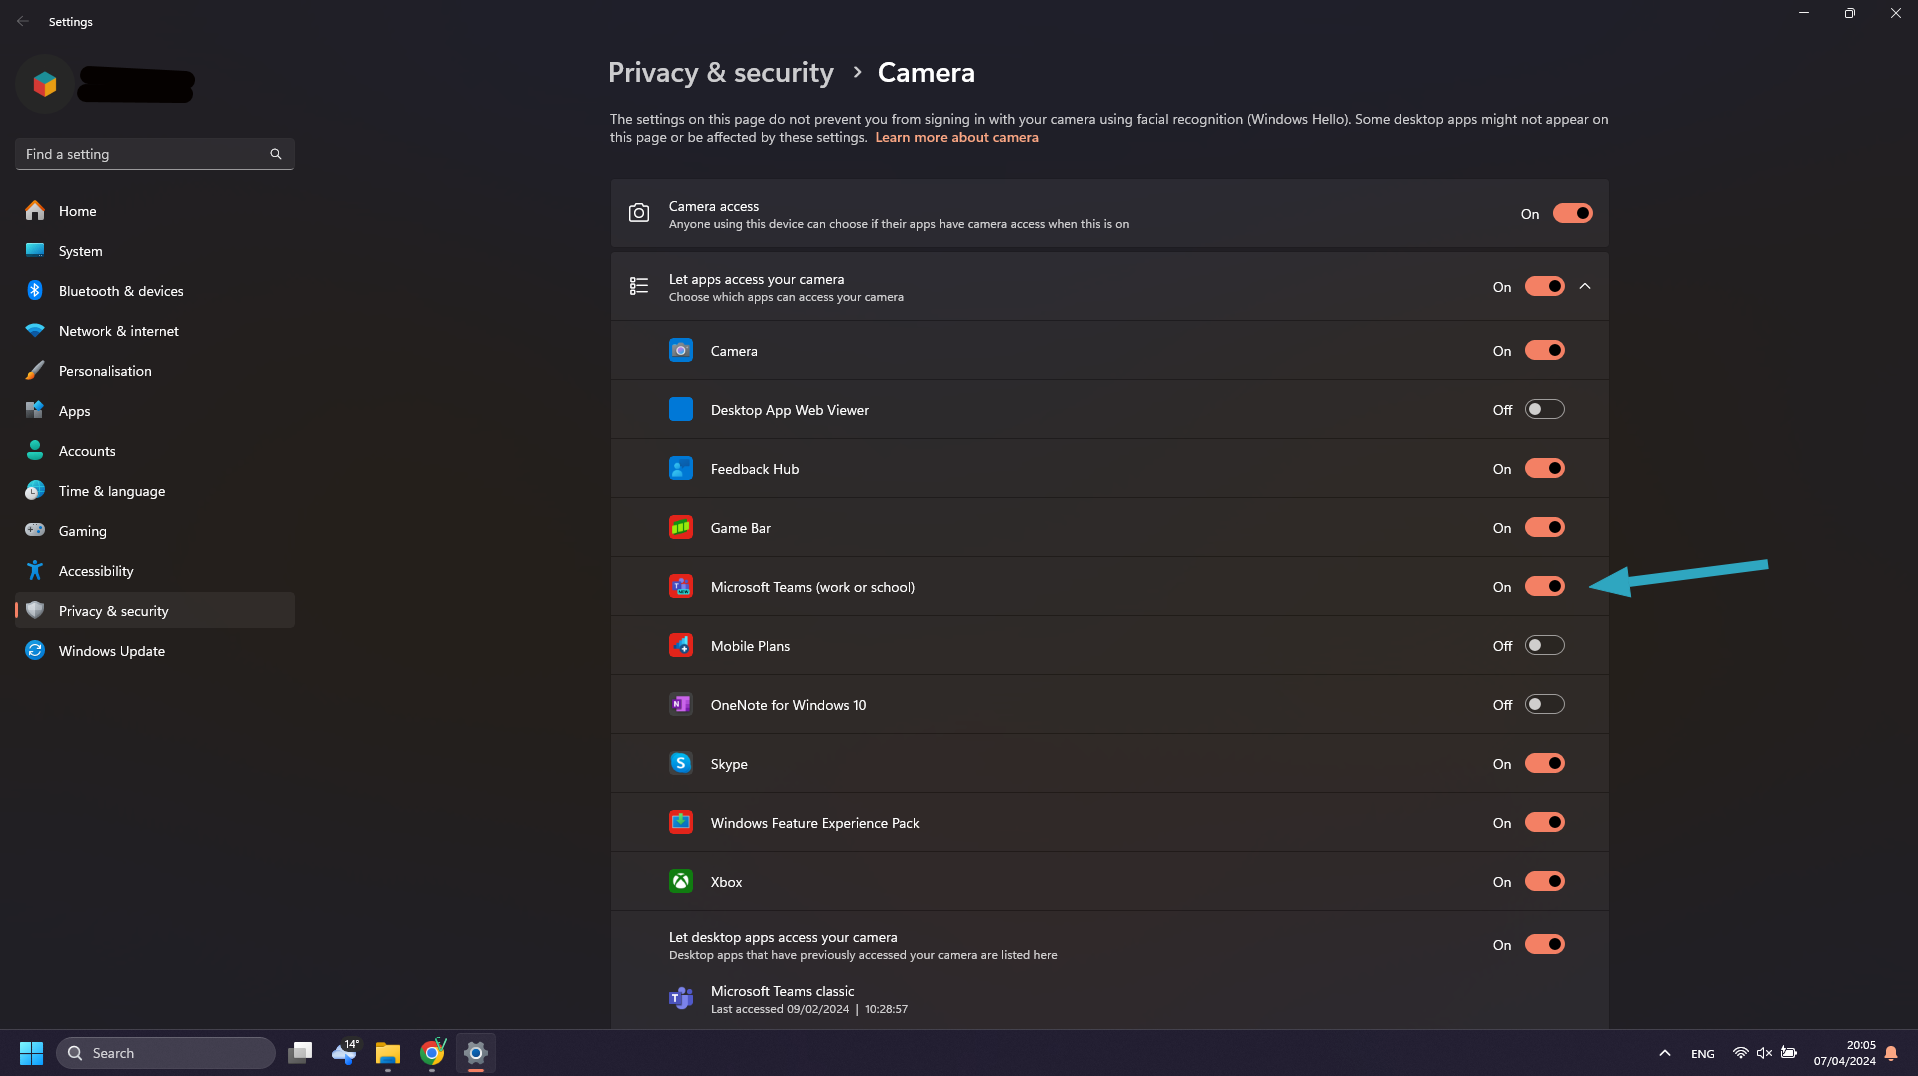 Settings
Find a setting
Home
System
Bluetooth & devices
Network & internet
Personalisation
Apps
Accounts
Time & language
Gaming
Accessibility
Privacy & security
Windows Update
Privacy & security > Camera
The settings on this page do not prevent you from signing in with your camera using facial recognition (Windows Hello). Some desktop apps might not appear on
this page or be affected by these settings. Learn more about camera
Camera access
Anyone using this device can choose if their apps have camera access when this is on
On
Let apps access your camera
Choose which apps can access your camera
On
Camera On
Desktop App Web Viewer Off
Feedback Hub On
Game Bar On
Microsoft Teams (work or school) On
Mobile Plans Off
OneNote for Windows 10 Off
Skype On
Windows Feature Experience Pack On
Xbox On
Let desktop apps access your camera
Desktop apps that have previously accessed your camera are listed here
On
Microsoft Teams classic
Last accessed 09/02/2024 | 10:28:57
Search
14°
ENG
20:05
07/04/2024